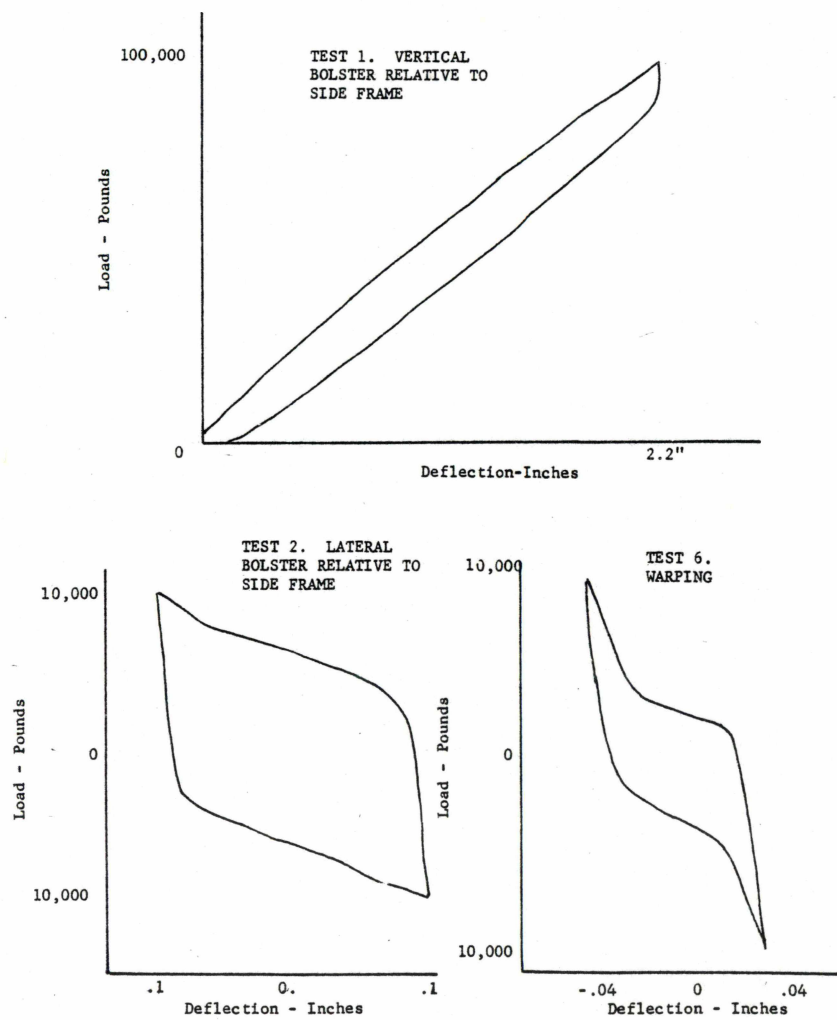 TEST 1. VERTICAL
BOLSTER RELATIVE TO
SIDE FRAME
100,000
Load - Pounds
0
2.2"
Deflection-Inches
TEST 2. LATERAL
BOLSTER RELATIVE TO
SIDE FRAME
10,000
Load - Pounds
0
10,000
.1
0.
.1
Deflection - Inches
TEST 6.
WARPING
10,000
Load - Pounds
0
10,000
-.04
0
.04
Deflection - Inches